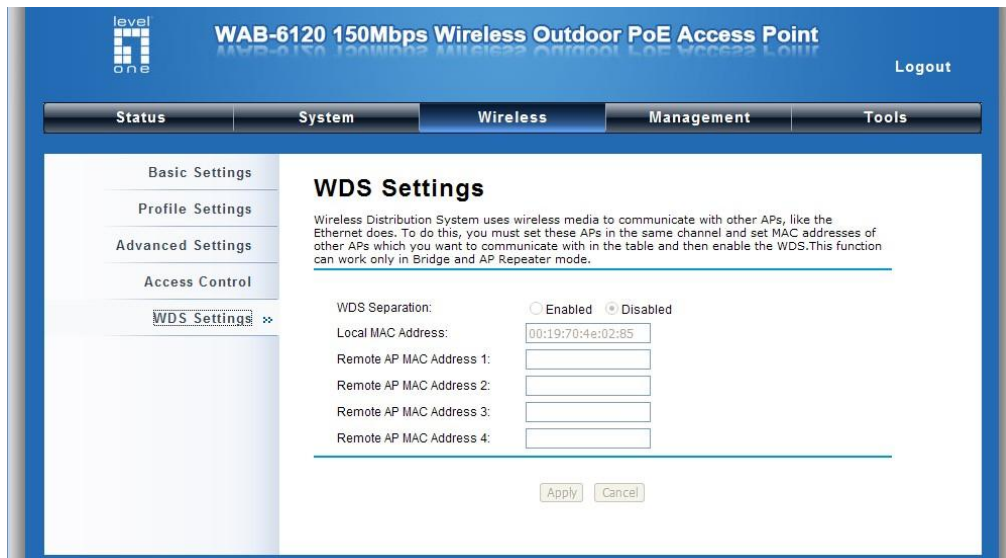 level
one
WAB-6120 150Mbps Wireless Outdoor PoE Access Point
Logout
Status System Wireless Management Tools
Basic Settings
Profile Settings
Advanced Settings
Access Control
WDS Settings »
WDS Settings
Wireless Distribution System uses wireless media to communicate with other APs, like the
Ethernet does. To do this, you must set these APs in the same channel and set MAC addresses of
other APs which you want to communicate with in the table and then enable the WDS.This function
can work only in Bridge and AP Repeater mode.
WDS Separation: Enabled Disabled
Local MAC Address: 00:19:70:4e:02:85
Remote AP MAC Address 1:
Remote AP MAC Address 2:
Remote AP MAC Address 3:
Remote AP MAC Address 4:
Apply Cancel